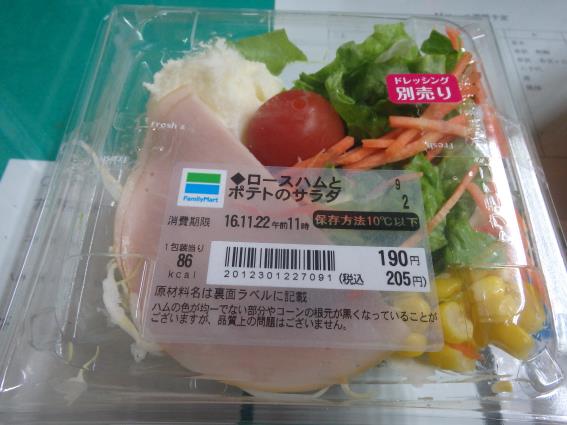 ドレッシング
別売り
Fresh &
Fresh
FamilyMart
◆ロースハムと
ポテトのサラダ
9
2
消費期限 16.11.22 午前11時 保存方法10℃以下
1包装当り
86
kcal
190円
2012301227091 (税込 205円)
原材料名は裏面ラベルに記載
ハムの色が均一でない部分やコーンの根元が黒くなっていることが
ございますが、品質上の問題はございません。